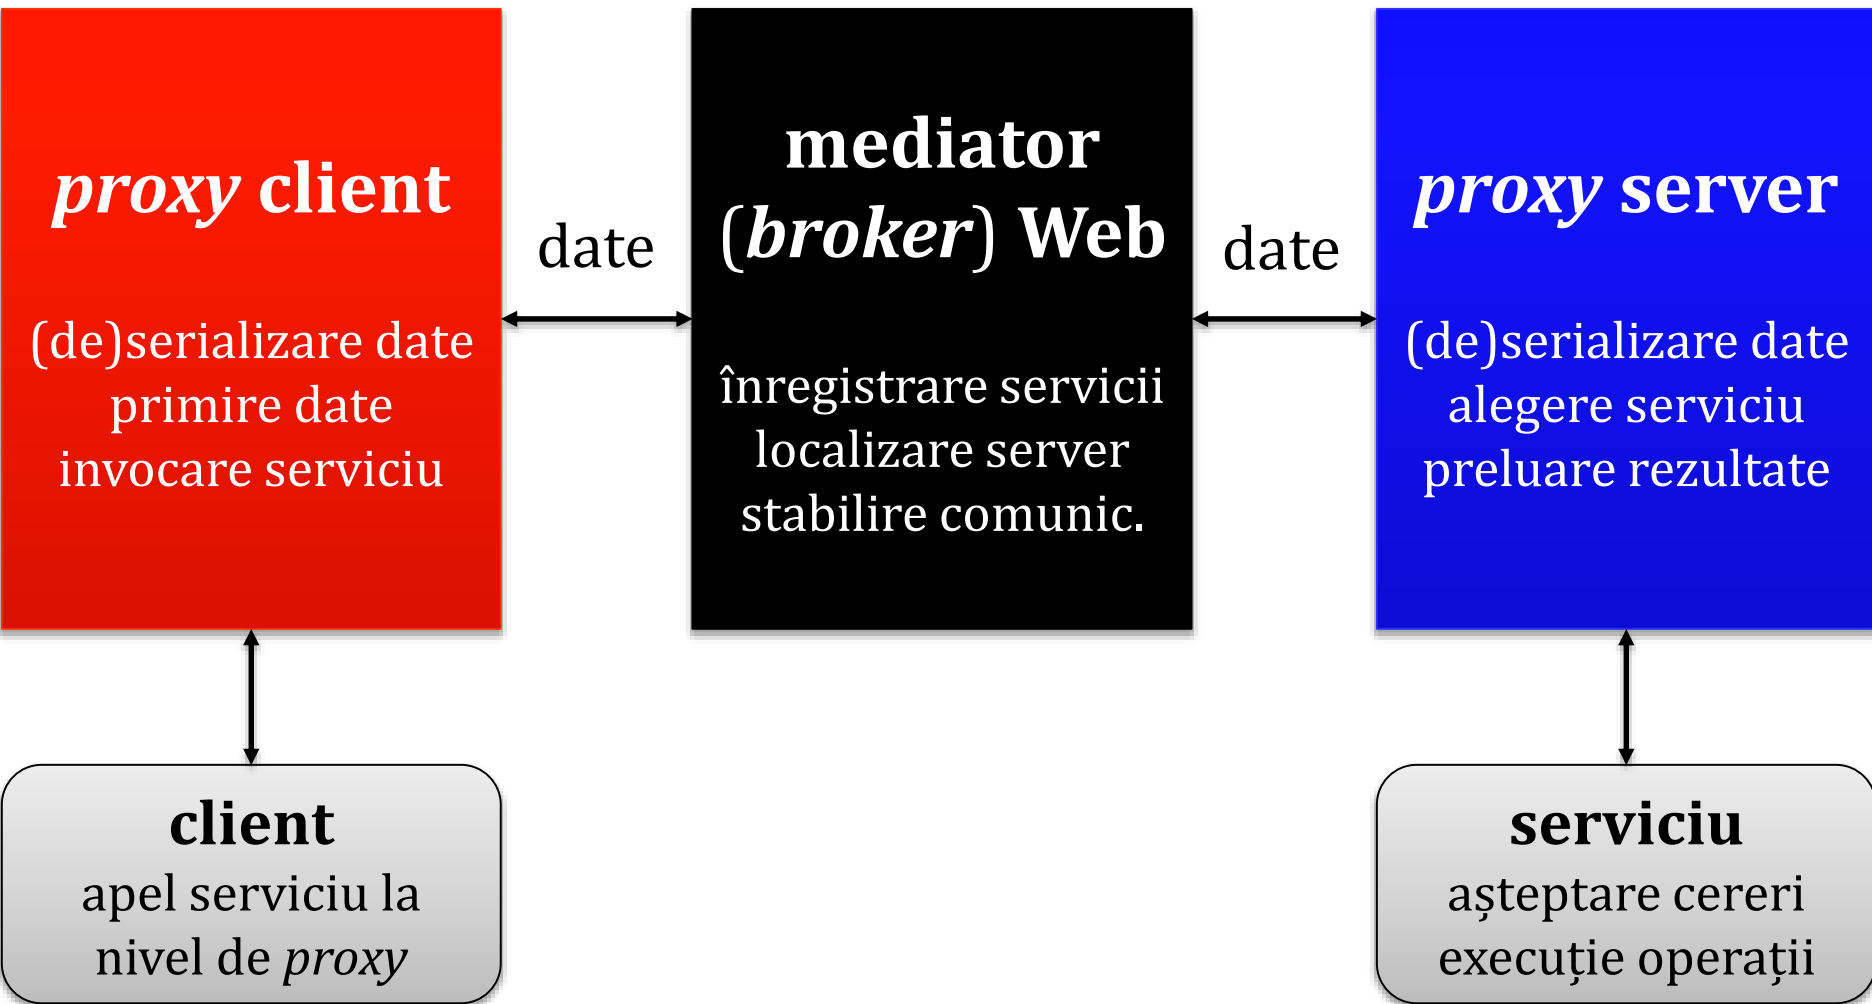 proxy client
(de)serializare date
primire date
invocare serviciu
date
mediator
(broker) Web
înregistrare servicii
localizare server
stabilire comunic.
date
proxy server
(de)serializare date
alegere serviciu
preluare rezultate
client
apel serviciu la
nivel de proxy
serviciu
așteptare cereri
execuție operații